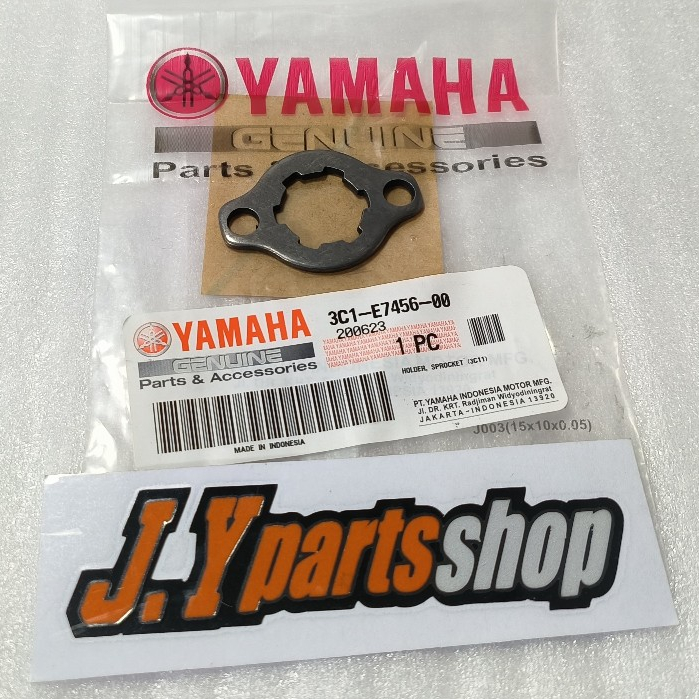 YAMAHA
GENUINE
Parts & Accessories
YAMAHA
GENUINE
Parts & Accessories
3C1-E7456-00
200623
1 PC
HOLDER, SPROCKET (3C11)
MFG.
PT. YAMAHA INDONESIA MOTOR MFG.
Jl. DR. KRT. Radjiman Widyodiningrat
JAKARTA-INDONESIA 13920
MADE IN INDONESIA
J003(15x10x0.05)
J.Y partsshop